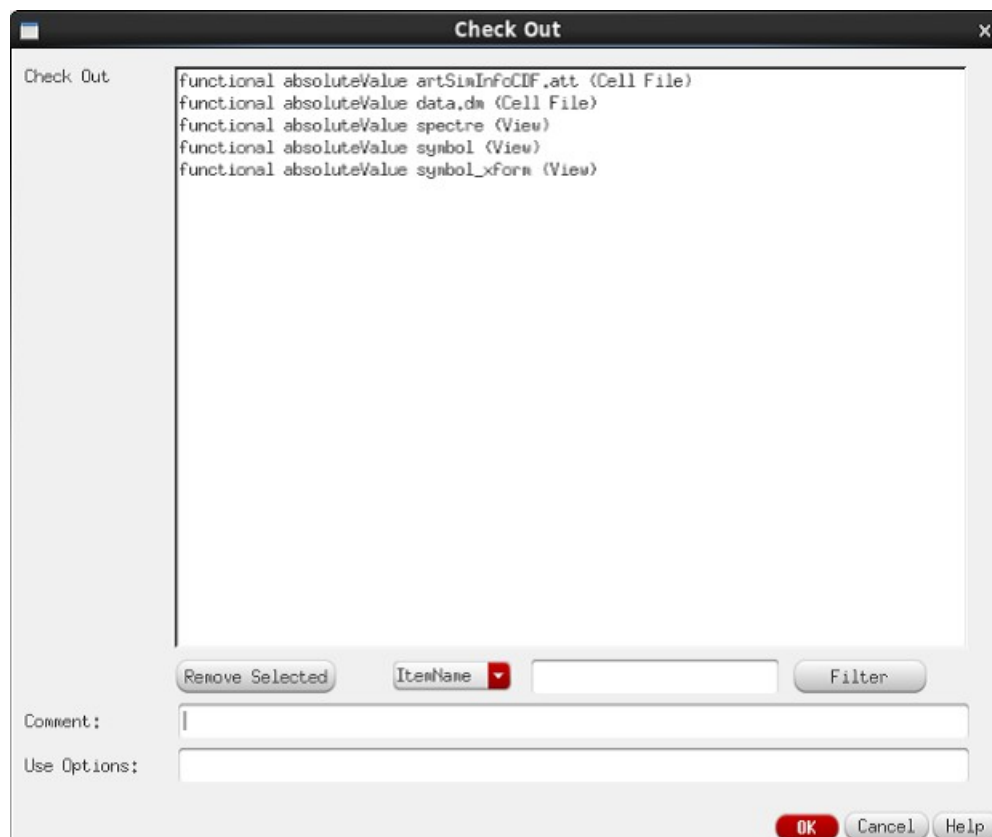 Check Out
Check Out
functional absoluteValue artSimInfoCDF.att (Cell File)
functional absoluteValue data.dm (Cell File)
functional absoluteValue spectre (View)
functional absoluteValue symbol (View)
functional absoluteValue symbol_xform (View)
Remove Selected ItemName Filter
Comment:
Use Options:
OK Cancel Help